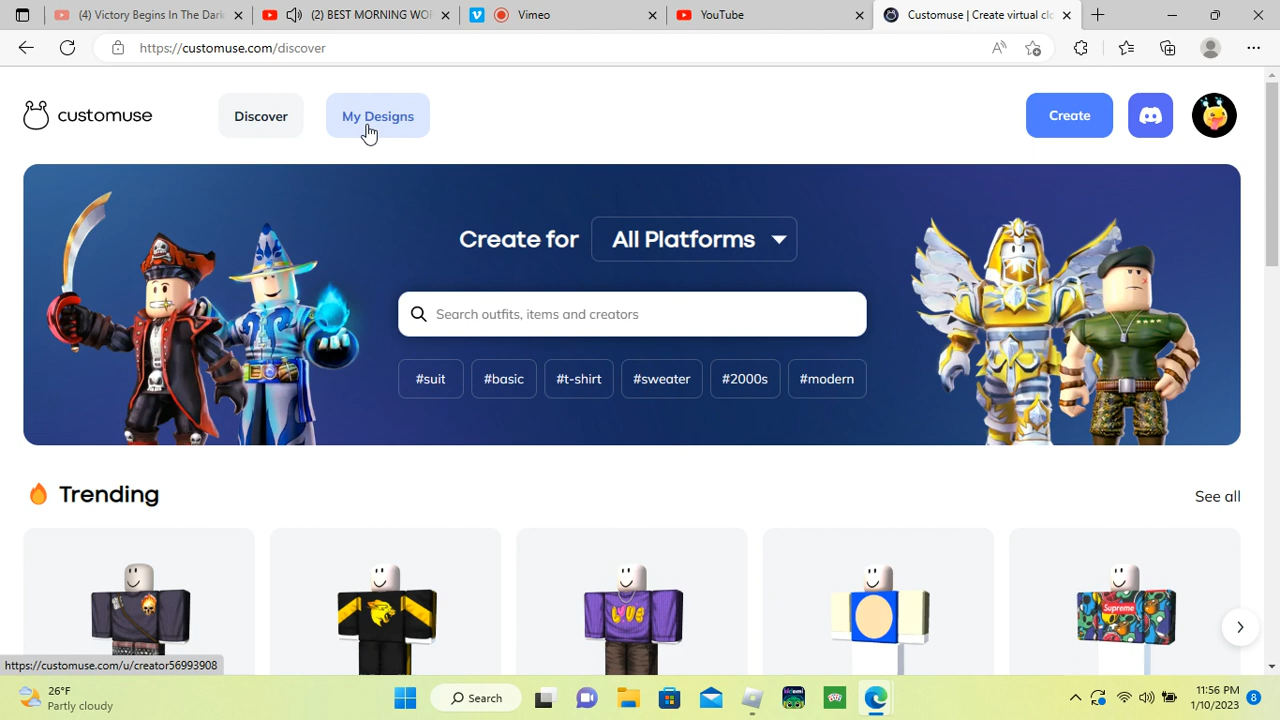 (4) Victory Begins In The Dark
(2) BEST MORNING WO
Vimeo
YouTube
Customuse | Create virtual clo
https://customuse.com/discover
customuse
Discover
My Designs
Create
Create for
All Platforms
Search outfits, items and creators
#suit
#basic
#t-shirt
#sweater
#2000s
#modern
Trending
See all
Supreme
https://customuse.com/u/creator56993908
26°F
Partly cloudy
Search
11:56 PM
1/10/2023
8